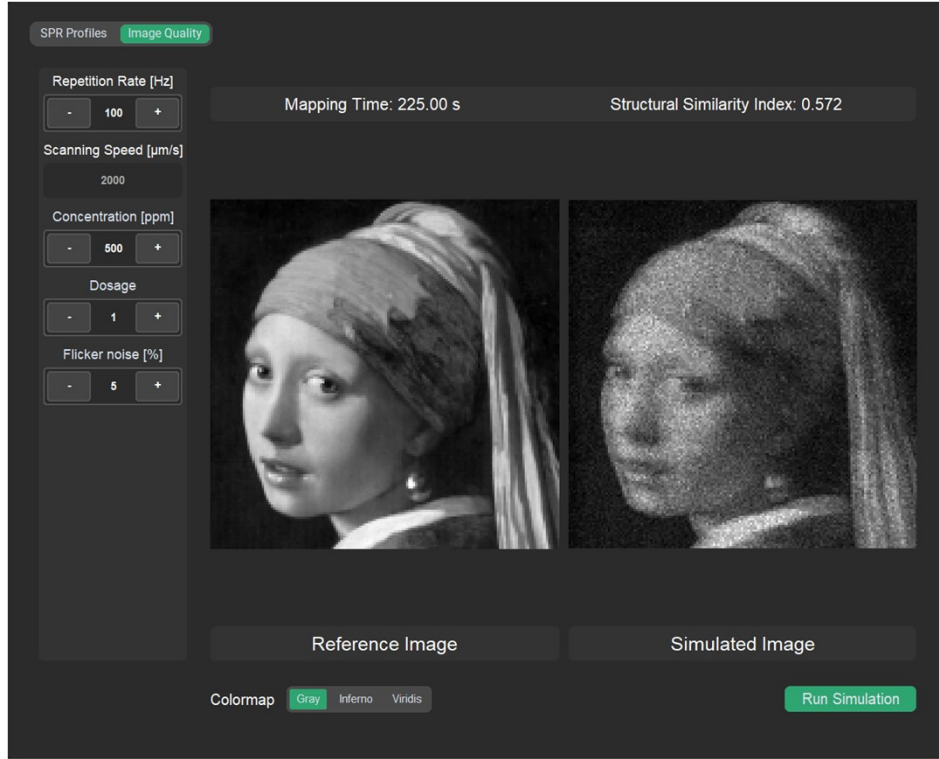 SPR Profiles Image Quality
Repetition Rate [Hz]
- 100 +
Scanning Speed [µm/s]
2000
Concentration [ppm]
- 500 +
Dosage
- 1 +
Flicker noise [%]
- 5 +
Mapping Time: 225.00 s Structural Similarity Index: 0.572
Reference Image Simulated Image
Colormap Gray Inferno Viridis Run Simulation